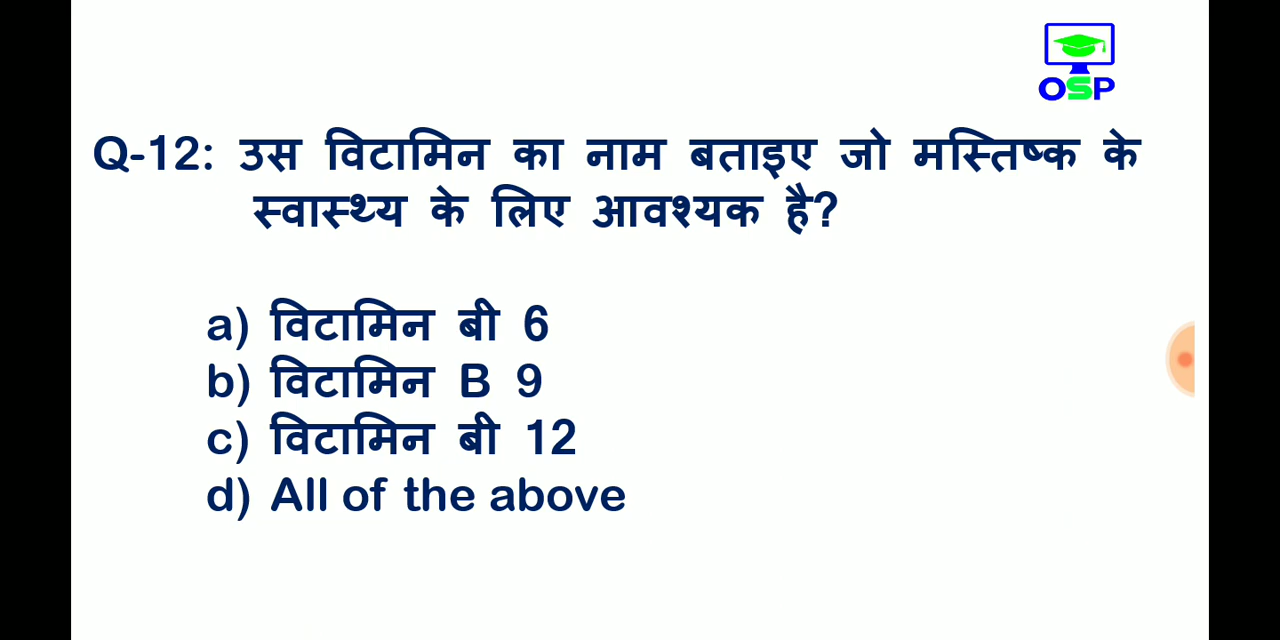 OSP
Q-12: उस विटामिन का नाम बताइए जो मस्तिष्क के
स्वास्थ्य के लिए आवश्यक है?
a) विटामिन बी 6
b) विटामिन B 9
c) विटामिन बी 12
d) All of the above